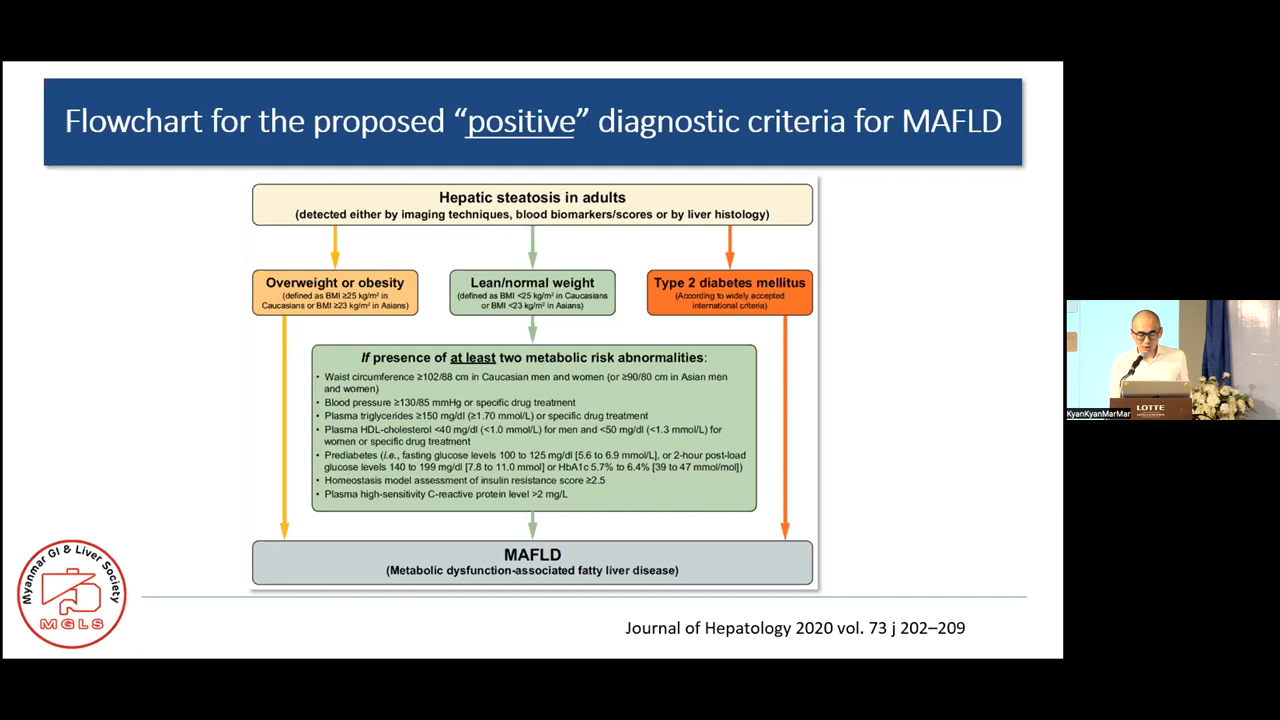 Flowchart for the proposed “positive” diagnostic criteria for MAFLD
Hepatic steatosis in adults
(detected either by imaging techniques, blood biomarkers/scores or by liver histology)
Overweight or obesity
(defined as BMI ≥25 kg/m² in
Caucasians or BMI ≥23 kg/m² in Asians)
Lean/normal weight
(defined as BMI <25 kg/m² in Caucasians
or BMI <23 kg/m² in Asians)
Type 2 diabetes mellitus
(According to widely accepted
international criteria)
If presence of at least two metabolic risk abnormalities:
• Waist circumference ≥102/88 cm in Caucasian men and women (or ≥90/80 cm in Asian men
and women)
• Blood pressure ≥130/85 mmHg or specific drug treatment
• Plasma triglycerides ≥150 mg/dl (≥1.70 mmol/L) or specific drug treatment
• Plasma HDL-cholesterol <40 mg/dl (<1.0 mmol/L) for men and <50 mg/dl (<1.3 mmol/L) for
women or specific drug treatment
• Prediabetes (i.e., fasting glucose levels 100 to 125 mg/dl [5.6 to 6.9 mmol/L], or 2-hour post-load
glucose levels 140 to 199 mg/dl [7.8 to 11.0 mmol] or HbA1c 5.7% to 6.4% [39 to 47 mmol/mol])
• Homeostasis model assessment of insulin resistance score ≥2.5
• Plasma high-sensitivity C-reactive protein level >2 mg/L
MAFLD
(Metabolic dysfunction-associated fatty liver disease)
Myanmar GI & Liver Society
MGLS
Journal of Hepatology 2020 vol. 73 j 202–209
KyanKyanMarMar
LOTTE